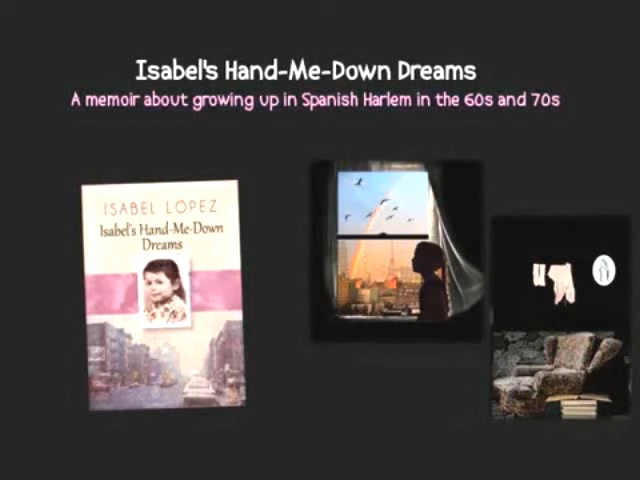 Isabel's Hand-Me-Down Dreams
A memoir about growing up in Spanish Harlem in the 60s and 70s
ISABEL LOPEZ
Isabel's Hand-Me-Down
Dreams